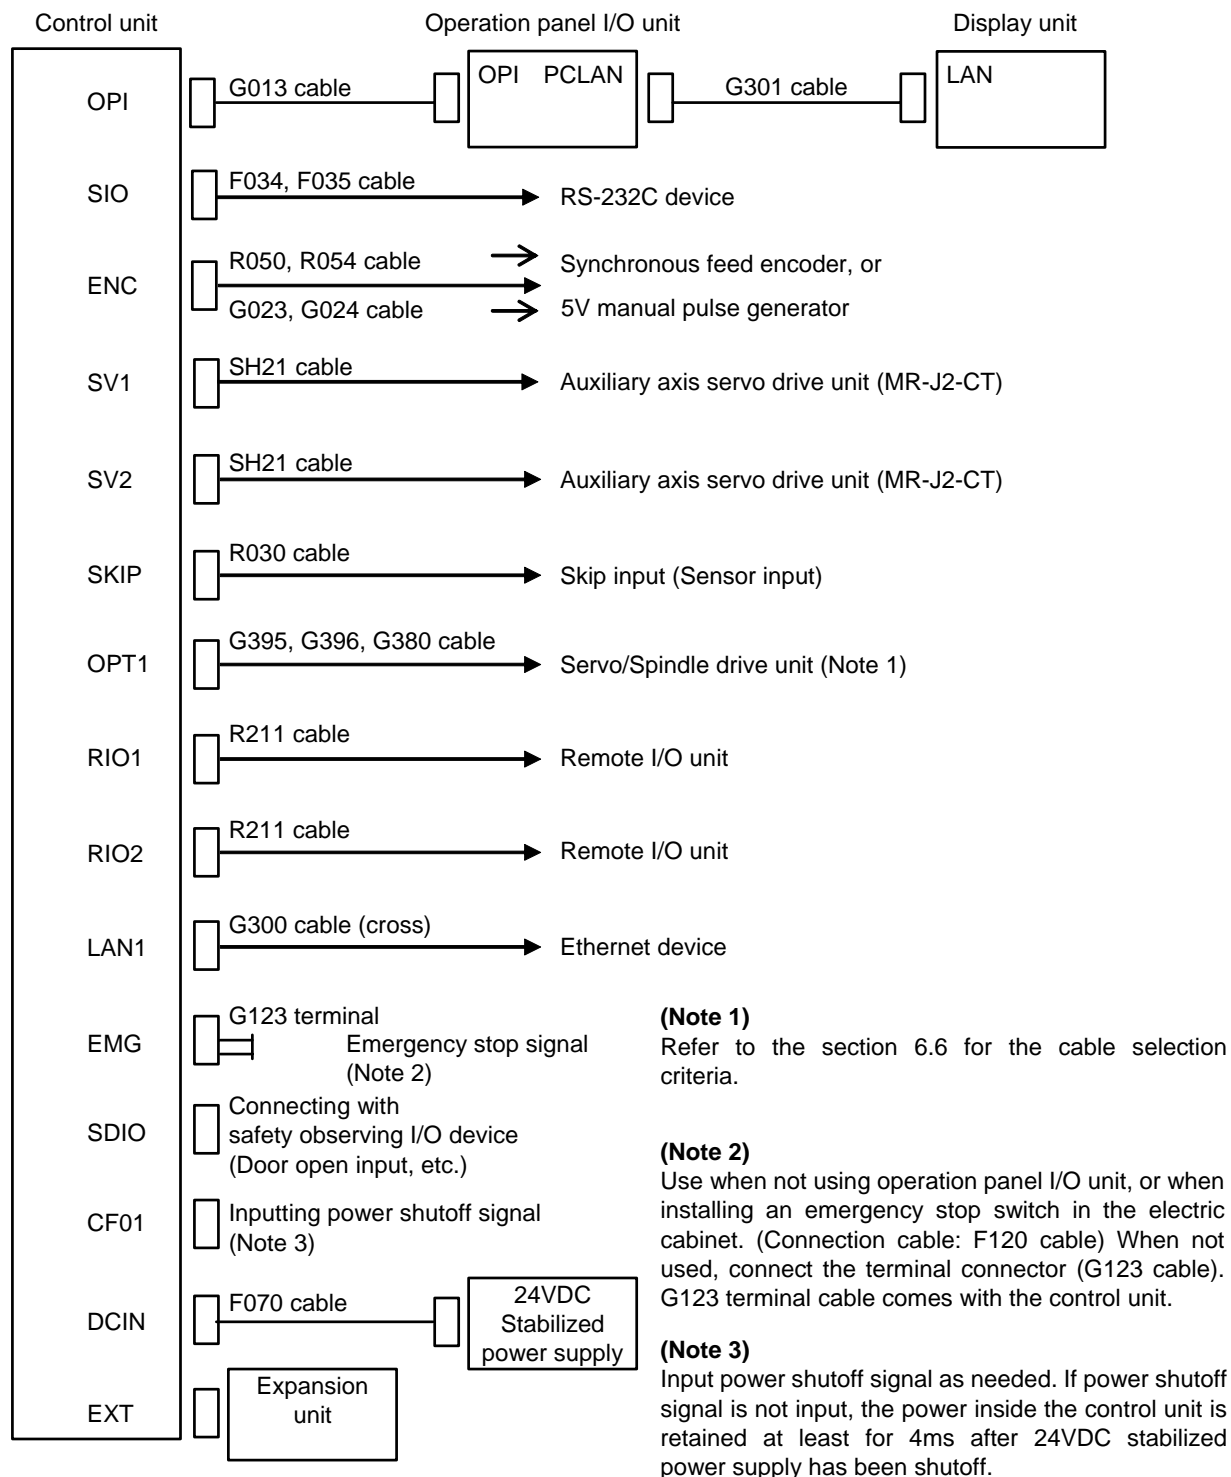 Control unit
Operation panel I/O unit
Display unit
OPI
G013 cable
OPI PCLAN
G301 cable
LAN
SIO
F034, F035 cable
RS-232C device
ENC
R050, R054 cable
Synchronous feed encoder, or
G023, G024 cable
5V manual pulse generator
SV1
SH21 cable
Auxiliary axis servo drive unit (MR-J2-CT)
SV2
SH21 cable
Auxiliary axis servo drive unit (MR-J2-CT)
SKIP
R030 cable
Skip input (Sensor input)
OPT1
G395, G396, G380 cable
Servo/Spindle drive unit (Note 1)
RIO1
R211 cable
Remote I/O unit
RIO2
R211 cable
Remote I/O unit
LAN1
G300 cable (cross)
Ethernet device
EMG
G123 terminal
Emergency stop signal
(Note 2)
SDIO
Connecting with
safety observing I/O device
(Door open input, etc.)
CF01
Inputting power shutoff signal
(Note 3)
DCIN
F070 cable
24VDC
Stabilized
power supply
EXT
Expansion
unit
(Note 1)
Refer to the section 6.6 for the cable selection
criteria.
(Note 2)
Use when not using operation panel I/O unit, or when
installing an emergency stop switch in the electric
cabinet. (Connection cable: F120 cable) When not
used, connect the terminal connector (G123 cable).
G123 terminal cable comes with the control unit.
(Note 3)
Input power shutoff signal as needed. If power shutoff
signal is not input, the power inside the control unit is
retained at least for 4ms after 24VDC stabilized
power supply has been shutoff.